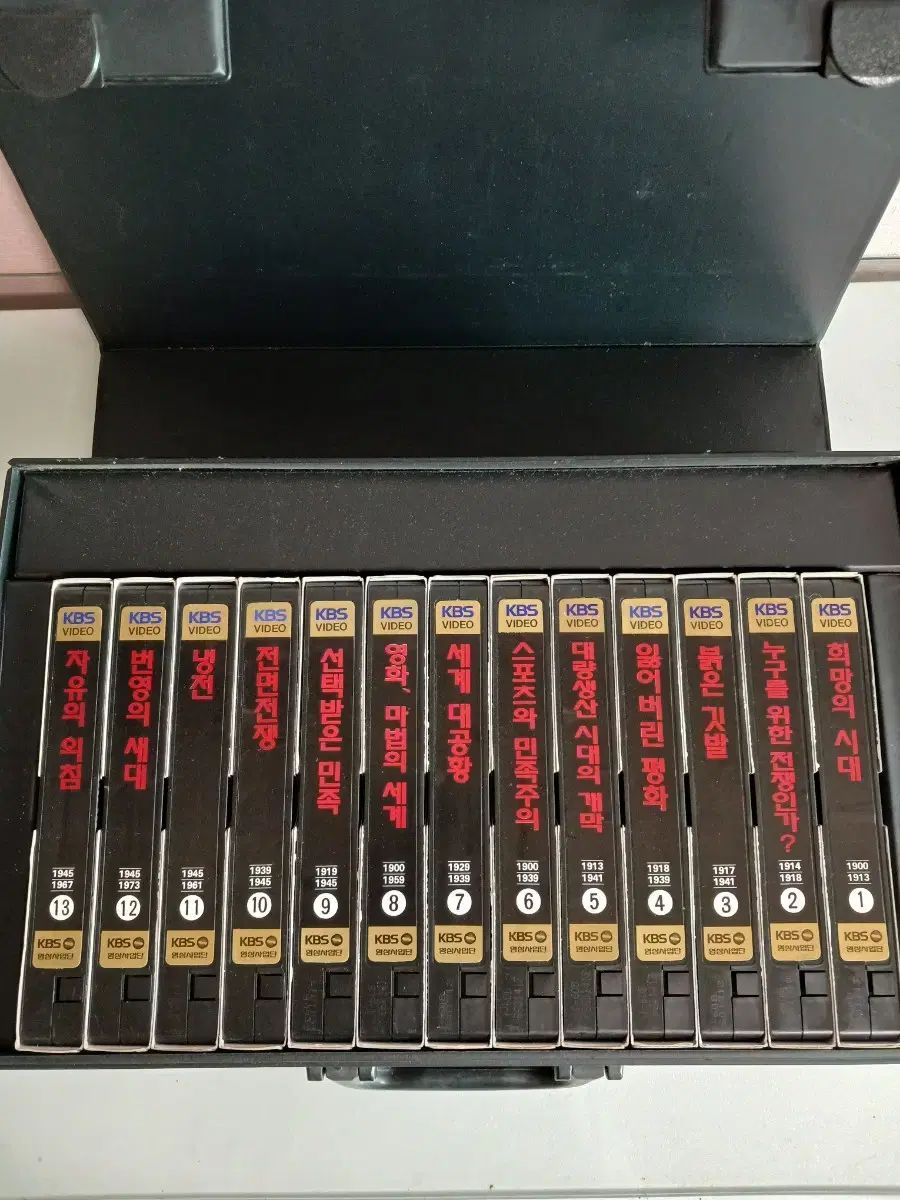 KBS
VIDEO
자유의 외침
1945
1967
13
KBS
영상사업단
KBS
VIDEO
번영의 세대
1945
1973
12
KBS
영상사업단
KBS
VIDEO
냉전
1945
1961
11
KBS
영상사업단
KBS
VIDEO
전면전쟁
1939
1945
10
KBS
영상사업단
KBS
VIDEO
선택받은 민족
1919
1945
9
KBS
영상사업단
KBS
VIDEO
영화, 마법의 세계
1900
1959
8
KBS
영상사업단
KBS
VIDEO
세계 대공황
1929
1939
7
KBS
영상사업단
KBS
VIDEO
스포츠와 민족주의
1900
1939
6
KBS
영상사업단
KBS
VIDEO
대량생산 시대의 개막
1913
1941
5
KBS
영상사업단
KBS
VIDEO
잃어버린 평화
1918
1939
4
KBS
영상사업단
KBS
VIDEO
붉은 깃발
1917
1941
3
KBS
영상사업단
KBS
VIDEO
누구를 위한 전쟁인가?
1914
1918
2
KBS
영상사업단
KBS
VIDEO
희망의 시대
1900
1913
1
KBS
영상사업단